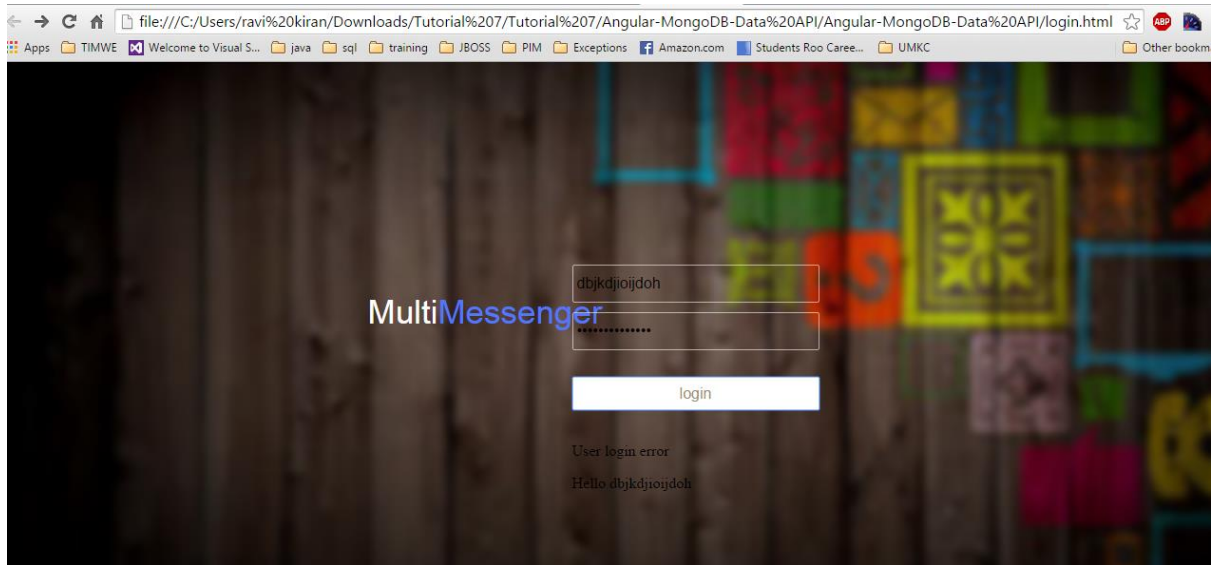 file:///C:/Users/ravi%20kiran/Downloads/Tutorial%207/Tutorial%207/Angular-MongoDB-Data%20API/Angular-MongoDB-Data%20API/login.html ABP
Apps TIMWE Welcome to Visual S... java sql training JBOSS PIM Exceptions Amazon.com Students Roo Caree... UMKC Other bookm
dbjkdjioijdoh
MultiMessenger
••••••••••••••
login
User login error
Hello dbjkdjioijdoh